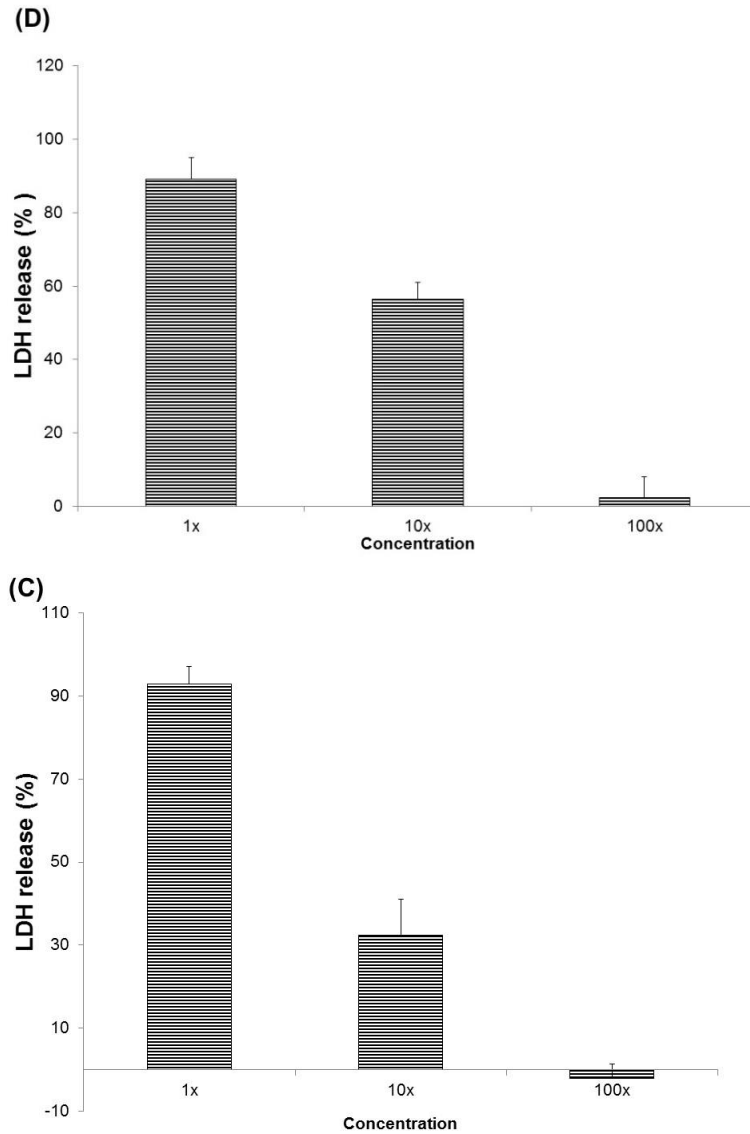 (D)
120
100
80
60
40
20
0
LDH release (% )
1x 10x 100x
Concentration
(C)
110
90
70
50
30
10
-10
LDH release (%)
1x 10x 100x
Concentration